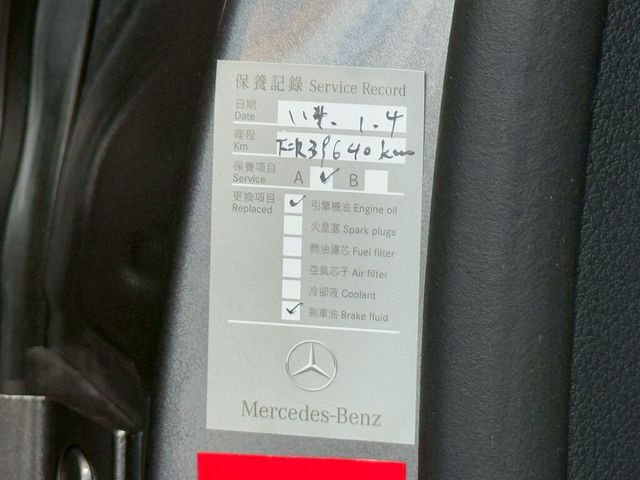 保養記錄 Service Record
日期 114. 1. 4
Date
哩程
Km 39640 km
保養項目
Service A ✓ B
更換項目 ✓ 引擎機油 Engine oil
Replaced
火星塞 Spark plugs
燃油濾芯 Fuel filter
空氣芯子 Air filter
冷卻液 Coolant
✓ 剎車油 Brake fluid
Mercedes-Benz